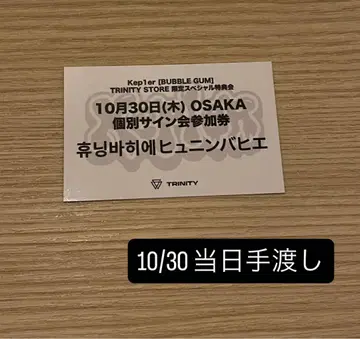 Kep1er [BUBBLE GUM]
TRINITY STORE 限定スペシャル特典会
10月30日(木) OSAKA
個別サイン会参加券
휴닝바히에 ヒュニンバヒエ
TRINITY
10/30 当日手渡し